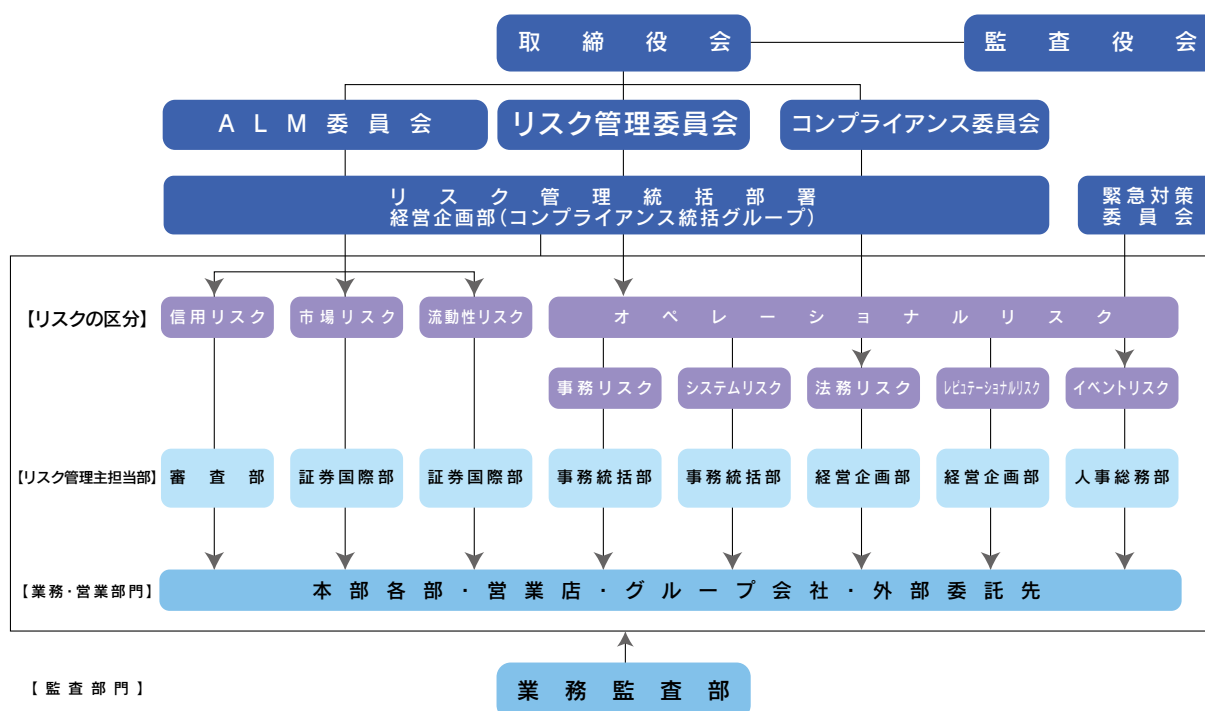 取締役会
監査役会
ALM委員会
リスク管理委員会
コンプライアンス委員会
リスク管理統括部署
経営企画部(コンプライアンス統括グループ)
緊急対策
委員会
【リスクの区分】
信用リスク
市場リスク
流動性リスク
オペレーショナルリスク
事務リスク
システムリスク
法務リスク
レピュテーショナルリスク
イベントリスク
【リスク管理主担当部】
審査部
証券国際部
証券国際部
事務統括部
事務統括部
経営企画部
経営企画部
人事総務部
【業務・営業部門】
本部各部・営業店・グループ会社・外部委託先
【監査部門】
業務監査部